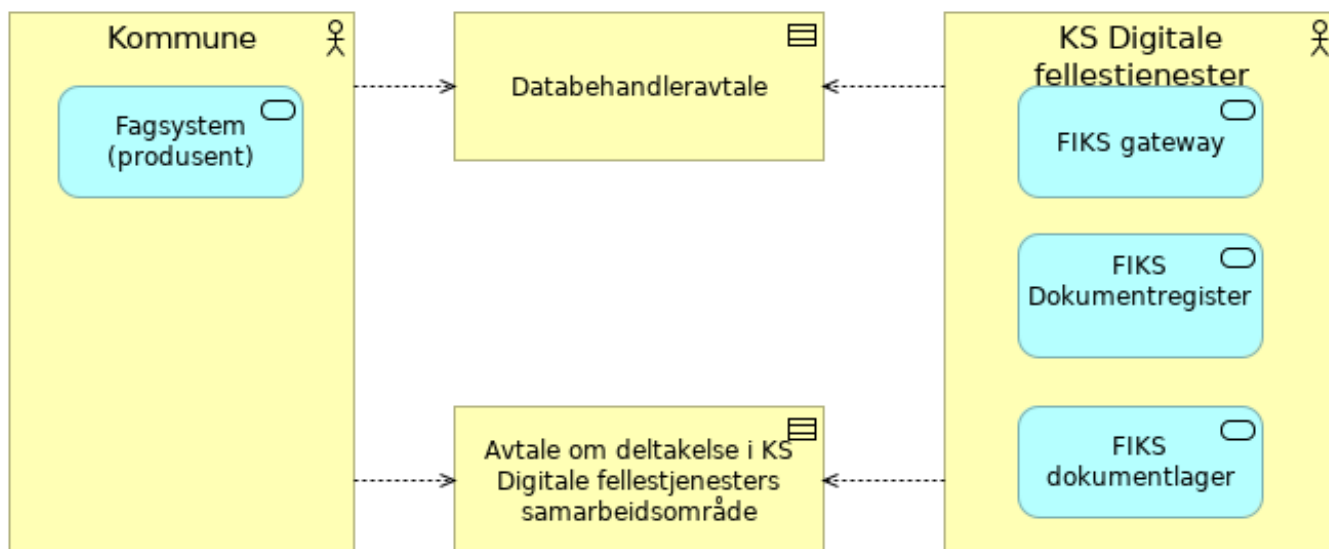 Kommune
Fagsystem
(produsent)
Databehandleravtale
Avtale om deltakelse i KS
Digitale fellestjenesters
samarbeidsområde
KS Digitale
fellestienester
FIKS gateway
FIKS
Dokumentregister
FIKS
dokumentlager